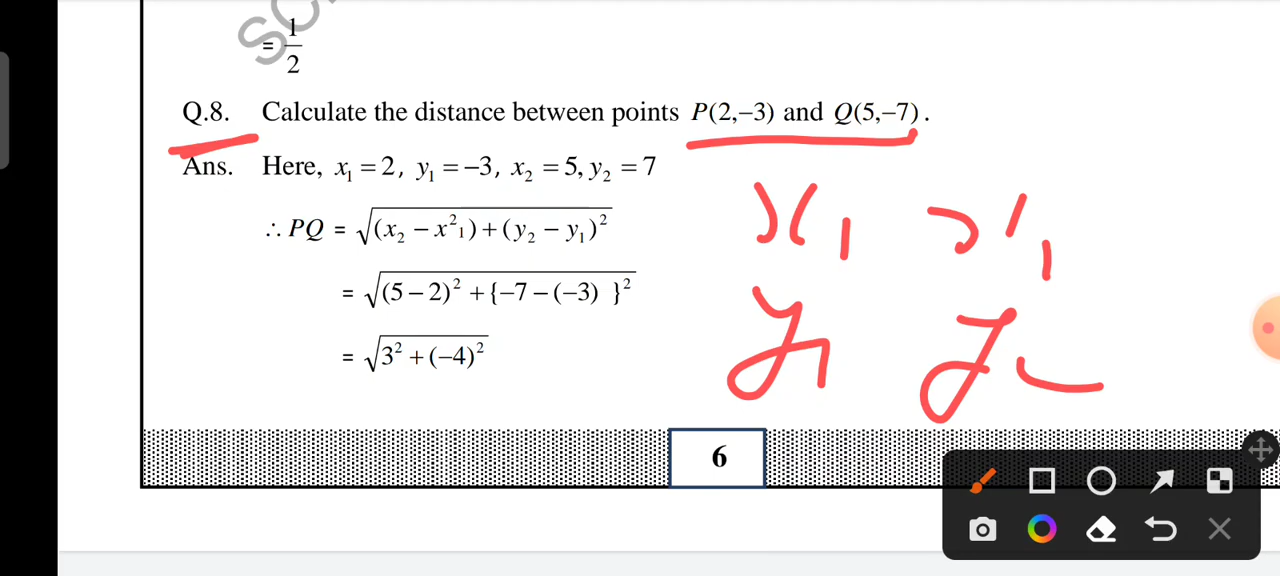 = 1/2
Q.8. Calculate the distance between points P(2,–3) and Q(5,–7).
Ans. Here, x₁ = 2, y₁ = –3, x₂ = 5, y₂ = 7
∴ PQ = √((x₂ – x²₁) + (y₂ – y₁)²)
= √((5 – 2)² + {–7 – (–3) }²)
= √(3² + (–4)²)
x₁ x₁
y₁ y₂
6